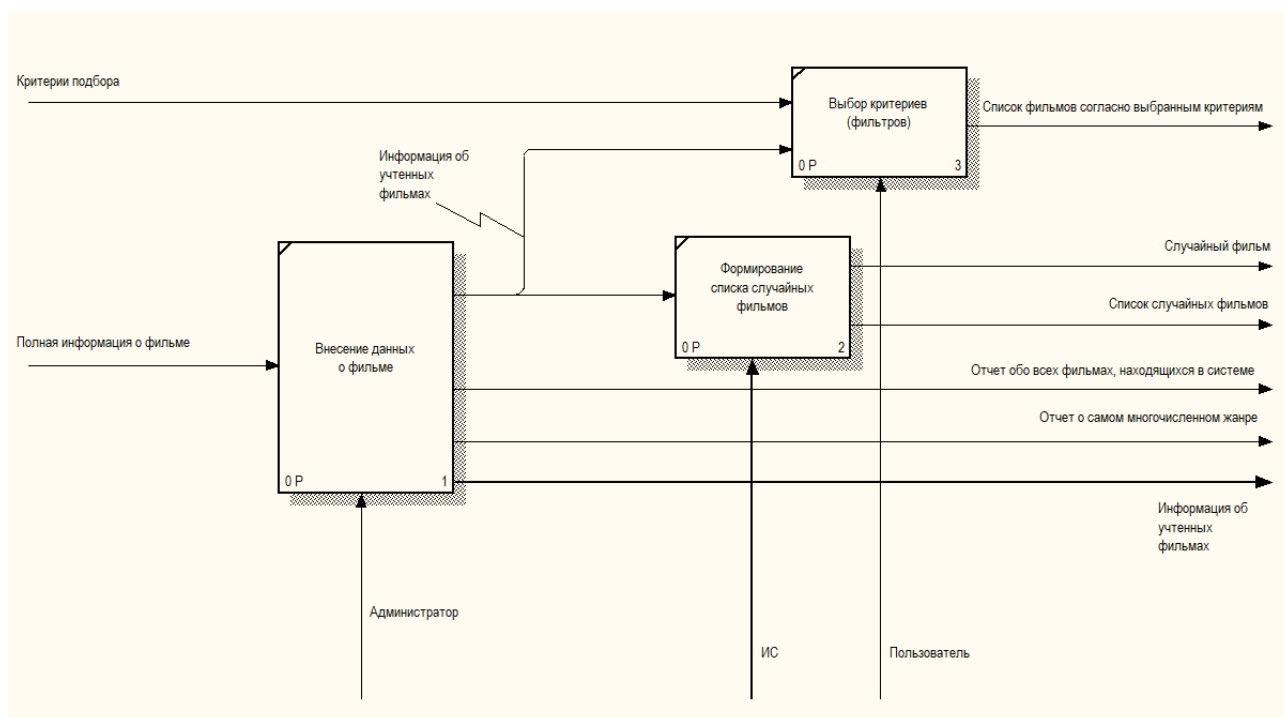 Критерии подбора
Выбор критериев
(фильтров)
0 Р
3
Список фильмов согласно выбранным критериям
Информация об
учтенных
фильмах
Случайный фильм
Формирование
списка случайных
фильмов
0 Р
2
Список случайных фильмов
Полная информация о фильме
Внесение данных
о фильме
0 Р
1
Отчет обо всех фильмах, находящихся в системе
Отчет о самом многочисленном жанре
Информация об
учтенных
фильмах
Администратор
ИС
Пользователь